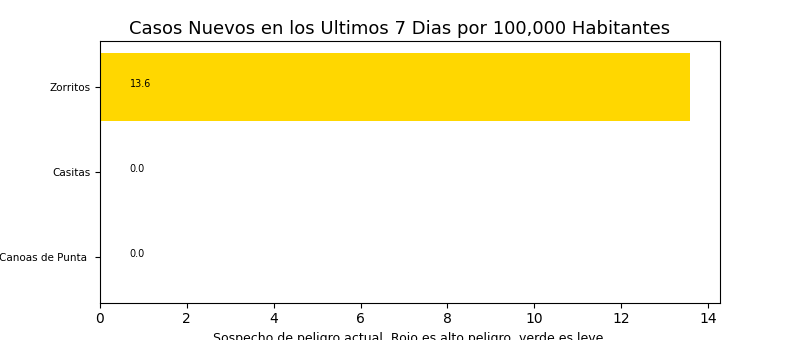 Casos Nuevos en los Ultimos 7 Dias por 100,000 Habitantes
Zorritos
13.6
Casitas
0.0
Canoas de Punta
0.0
0 2 4 6 8 10 12 14
Sospecho de peligro actual. Rojo es alto peligro, verde es leve